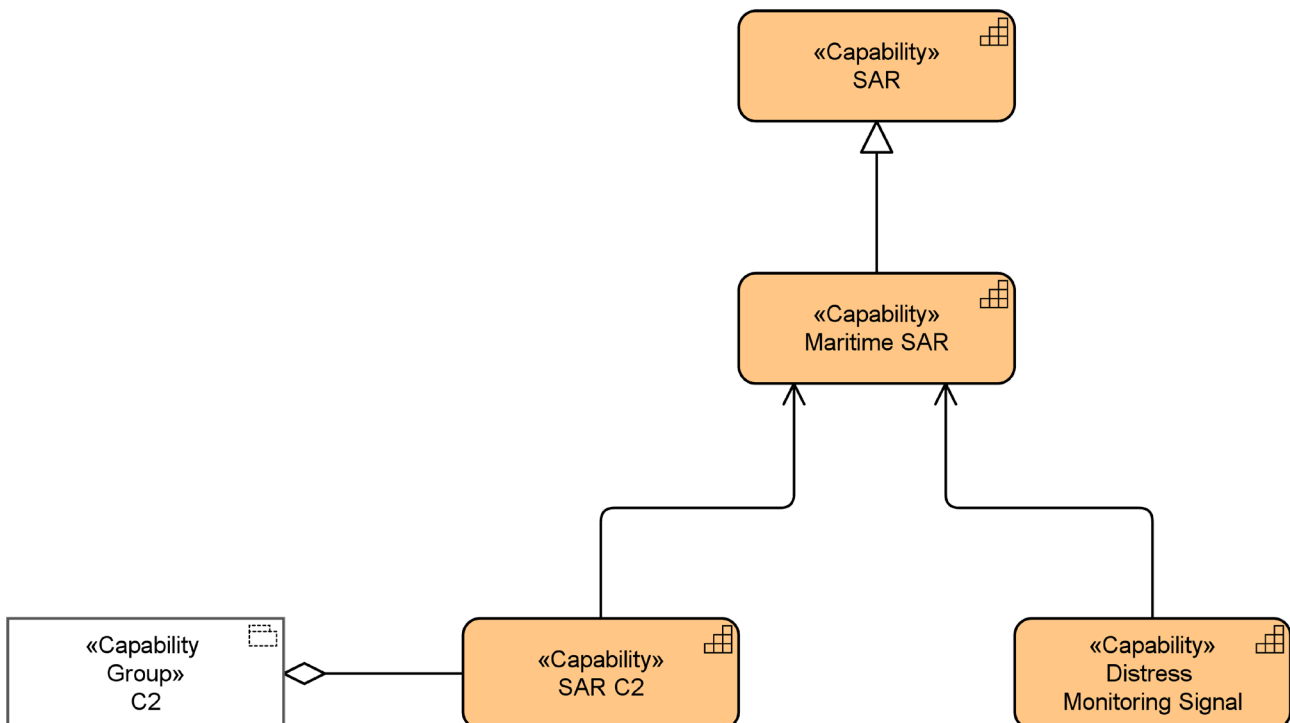 «Capability»
SAR
«Capability»
Maritime SAR
«Capability
Group»
C2
«Capability»
SAR C2
«Capability»
Distress
Monitoring Signal